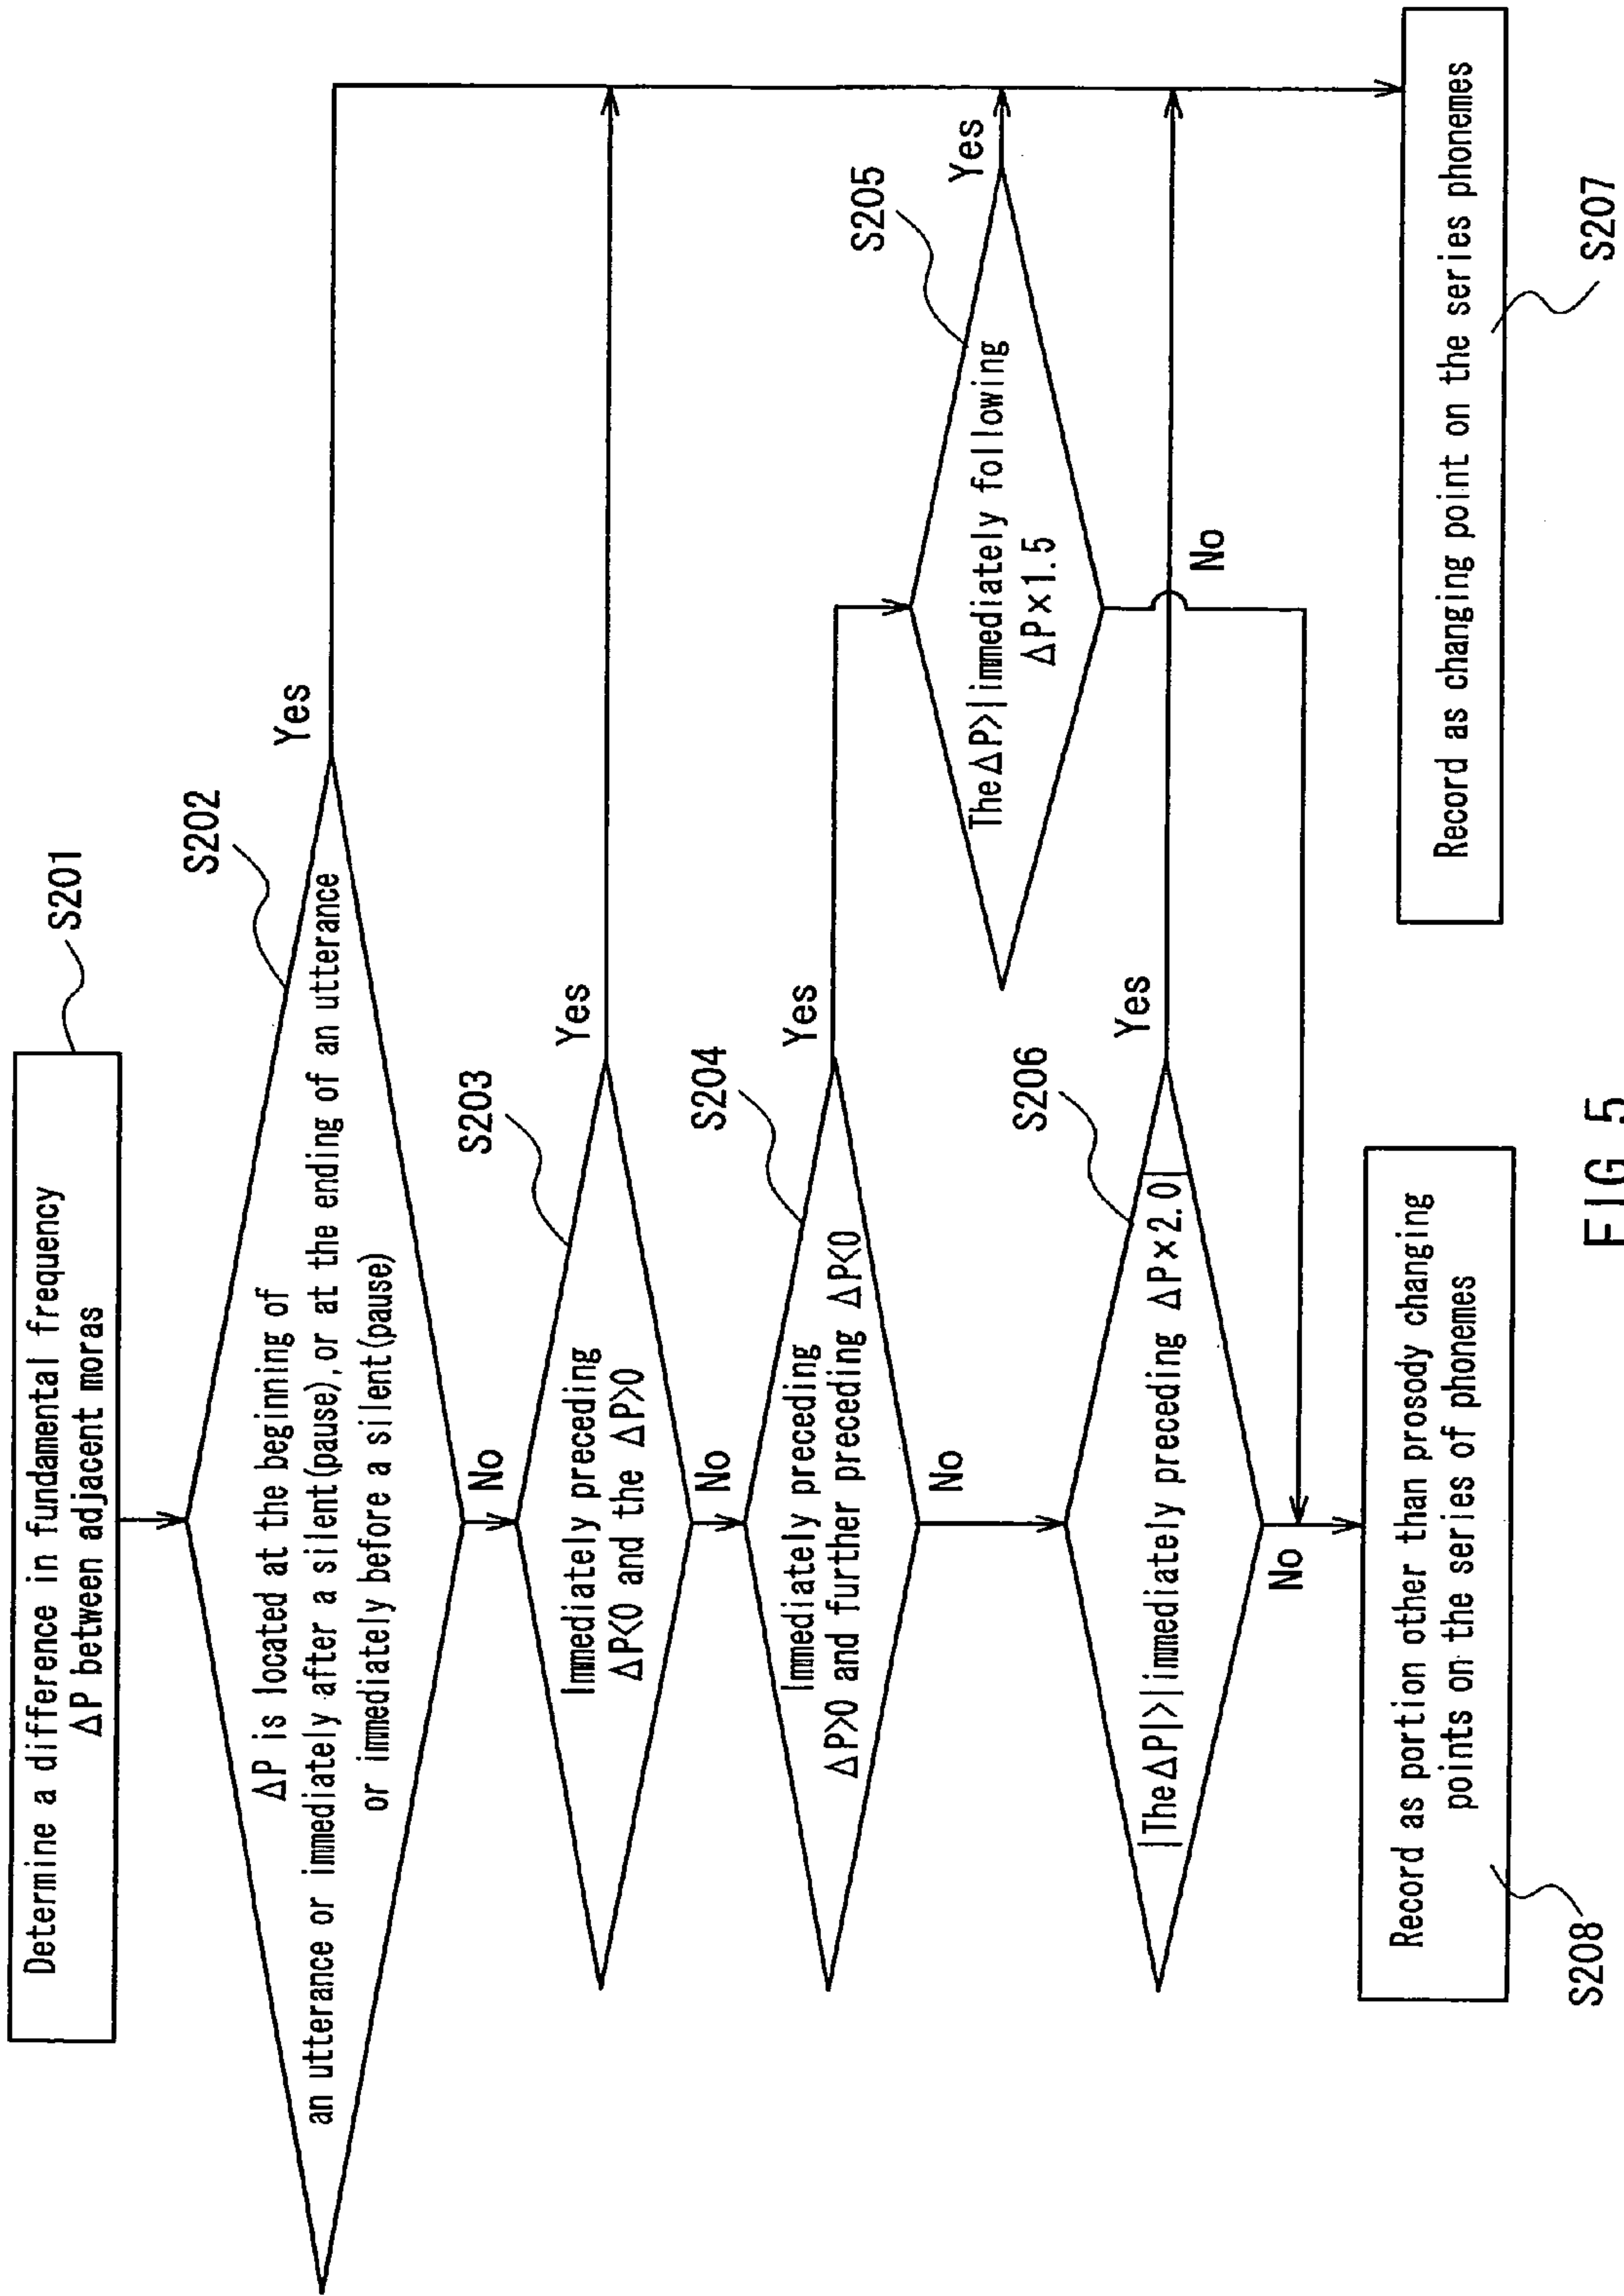 Determine a difference in fundamental frequency
ΔP between adjacent moras
S201
ΔP is located at the beginning of
an utterance or immediately after a silent(pause),or at the ending of an utterance
or immediately before a silent(pause)
S202
Yes
No
Immediately preceding
ΔP<0 and the ΔP>0
S203
Yes
No
Immediately preceding
ΔP>0 and further preceding ΔP<0
S204
Yes
No
The ΔP>|immediately following
ΔP×1.5
S205
Yes
No
|The ΔP|>|immediately preceding ΔP×2.0|
S206
Yes
No
Record as changing point on the series phonemes
S207
Record as portion other than prosody changing
points on the series of phonemes
S208
FIG. 5